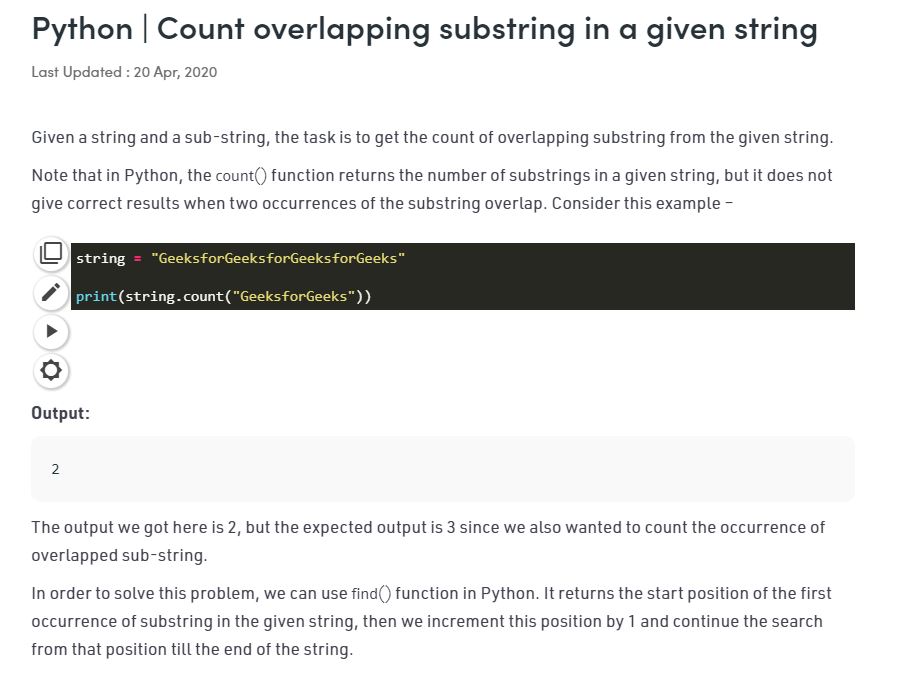 Python | Count overlapping substring in a given string
Last Updated : 20 Apr, 2020
Given a string and a sub-string, the task is to get the count of overlapping substring from the given string.
Note that in Python, the count() function returns the number of substrings in a given string, but it does not
give correct results when two occurrences of the substring overlap. Consider this example –
string = "GeeksforGeeksforGeeksforGeeks"
print(string.count("GeeksforGeeks"))
Output:
2
The output we got here is 2, but the expected output is 3 since we also wanted to count the occurrence of
overlapped sub-string.
In order to solve this problem, we can use find() function in Python. It returns the start position of the first
occurrence of substring in the given string, then we increment this position by 1 and continue the search
from that position till the end of the string.